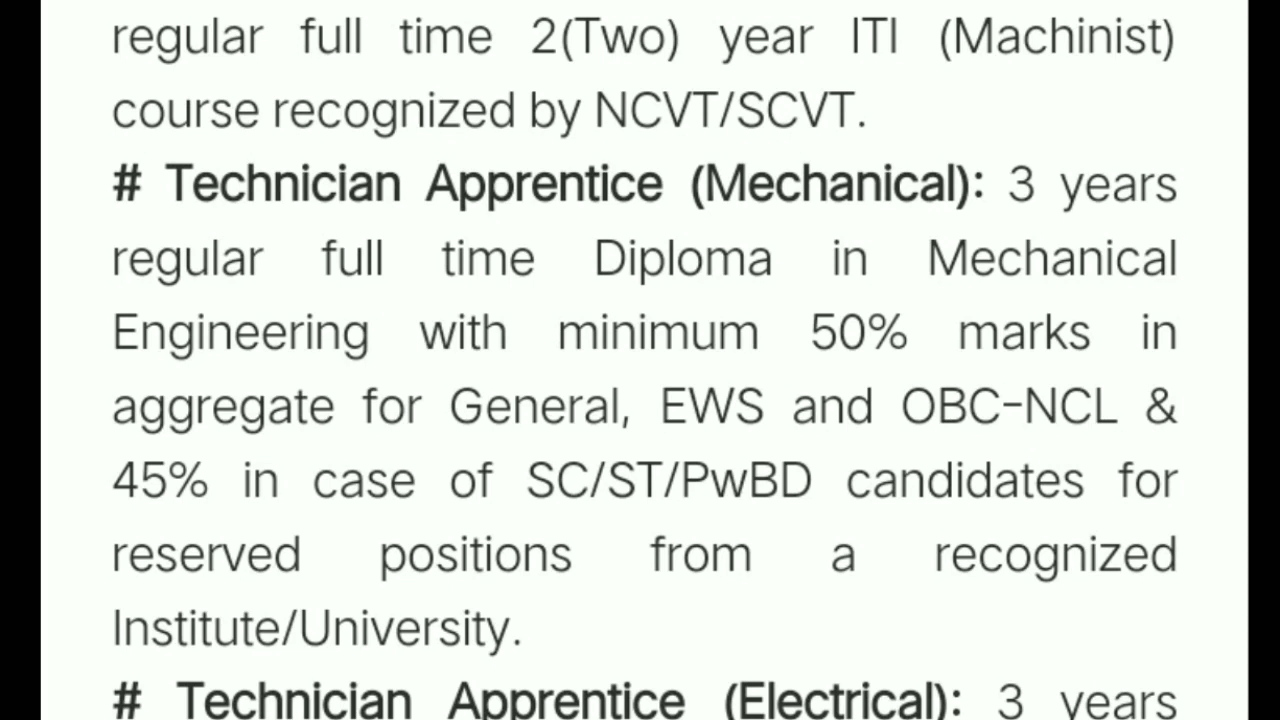 regular full time 2(Two) year ITI (Machinist)
course recognized by NCVT/SCVT.
# Technician Apprentice (Mechanical): 3 years
regular full time Diploma in Mechanical
Engineering with minimum 50% marks in
aggregate for General, EWS and OBC-NCL &
45% in case of SC/ST/PwBD candidates for
reserved positions from a recognized
Institute/University.
# Technician Apprentice (Electrical): 3 years